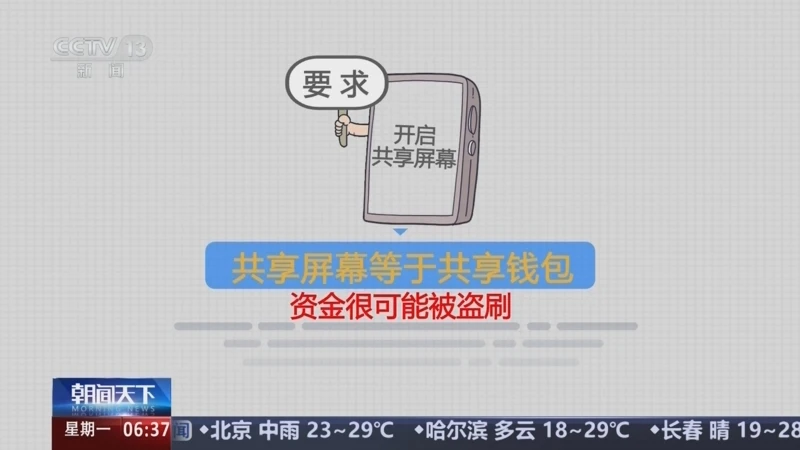 CCTV 13
新闻
要求
开启
共享屏幕
共享屏幕等于共享钱包
资金很可能被盗刷
朝闻天下
MORNING NEWS
星期一 06:37 闻 ◆北京 中雨 23~29℃ ◆哈尔滨 多云 18~29℃ ◆长春 晴 19~28